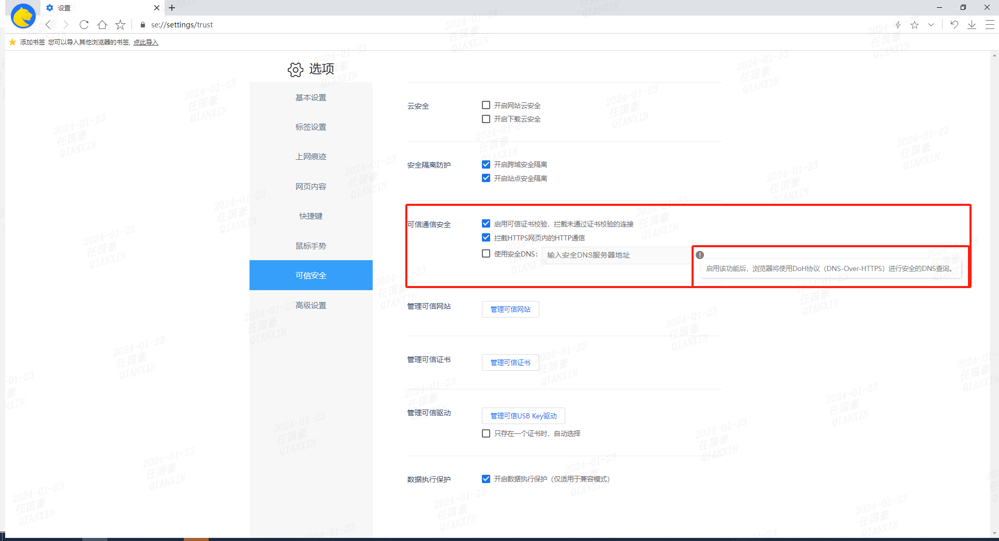 设置
se://settings/trust
添加书签 您可以导入其他浏览器的书签, 点此导入
选项
基本设置
标签设置
上网痕迹
网页内容
快捷键
鼠标手势
可信安全
高级设置
云安全
开启网站云安全
开启下载云安全
安全隔离防护
开启跨域安全隔离
开启站点安全隔离
可信通信安全
启用可信证书校验，拦截未通过证书校验的连接
拦截HTTPS网页内的HTTP通信
使用安全DNS：
输入安全DNS服务器地址
启用该功能后，浏览器将使用DoH协议（DNS-Over-HTTPS）进行安全的DNS查询。
管理可信网站
管理可信网站
管理可信证书
管理可信证书
管理可信驱动
管理可信USB Key驱动
只存在一个证书时，自动选择
数据执行保护
开启数据执行保护（仅适用于兼容模式）
2024-01-23
任国豪
QIANXIN